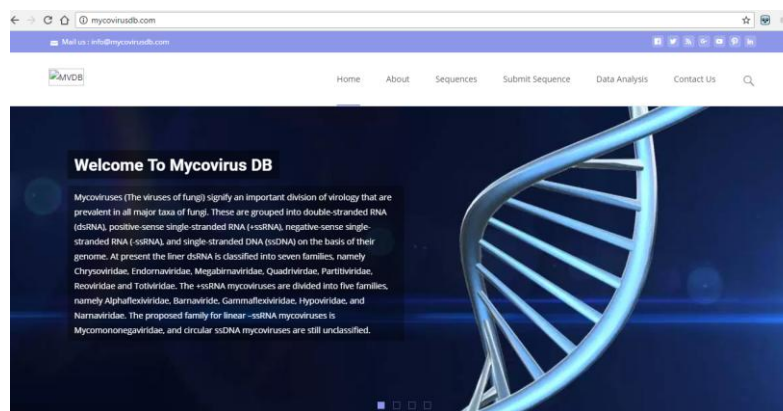 mycovirusdb.com
Mail us : info@mycovirusdb.com
MVDB
Home About Sequences Submit Sequence Data Analysis Contact Us
Welcome To Mycovirus DB
Mycoviruses (The viruses of fungi) signify an important division of virology that are
prevalent in all major taxa of fungi. These are grouped into double-stranded RNA
(dsRNA), positive-sense single-stranded RNA (+ssRNA), negative-sense single-
stranded RNA (-ssRNA), and single-stranded DNA (ssDNA) on the basis of their
genome. At present the liner dsRNA is classified into seven families, namely
Chrysoviridae, Endornaviridae, Megabirnaviridae, Quadrivirdae, Partitiviridae,
Reoviridae and Totiviridae. The +ssRNA mycoviruses are divided into five families,
namely Alphaflexiviridae, Barnaviride, Gammaflexiviridae, Hypoviridae, and
Narnaviridae. The proposed family for linear –ssRNA mycoviruses is
Mycomononegaviridae, and circular ssDNA mycoviruses are still unclassified.